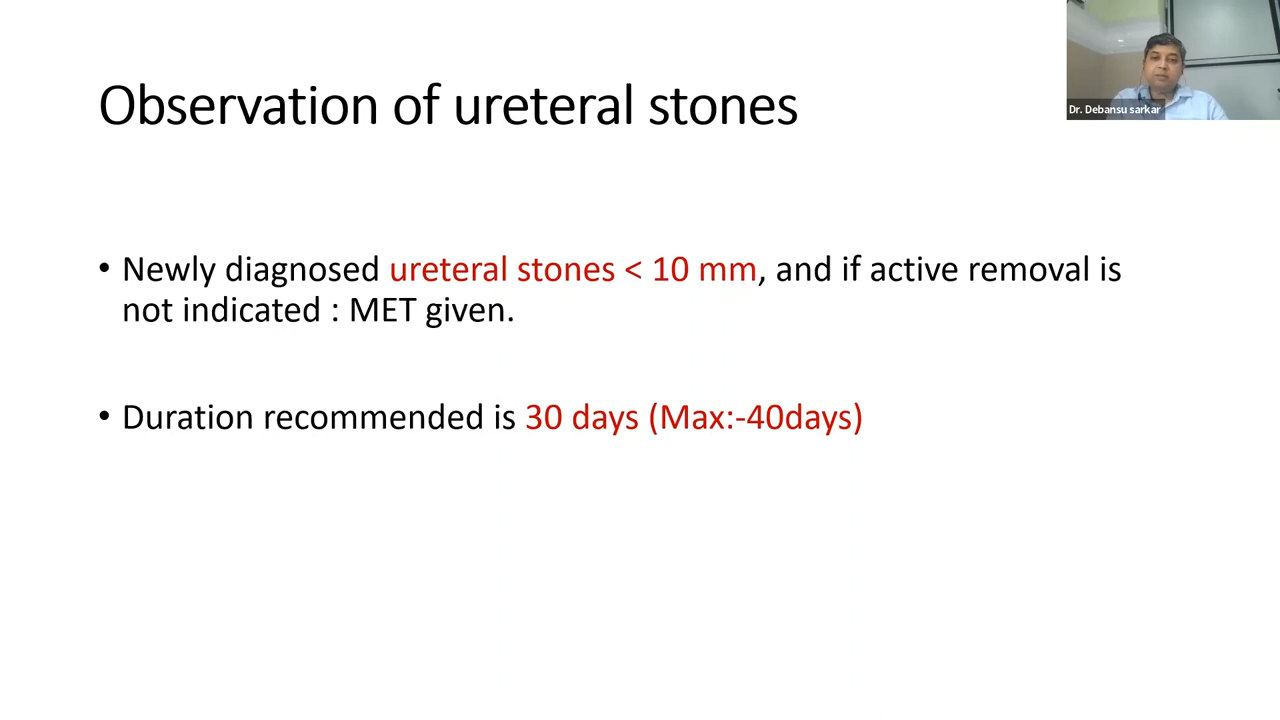 Dr. Debansu sarkar
Observation of ureteral stones
• Newly diagnosed ureteral stones < 10 mm, and if active removal is
not indicated : MET given.
• Duration recommended is 30 days (Max:-40days)